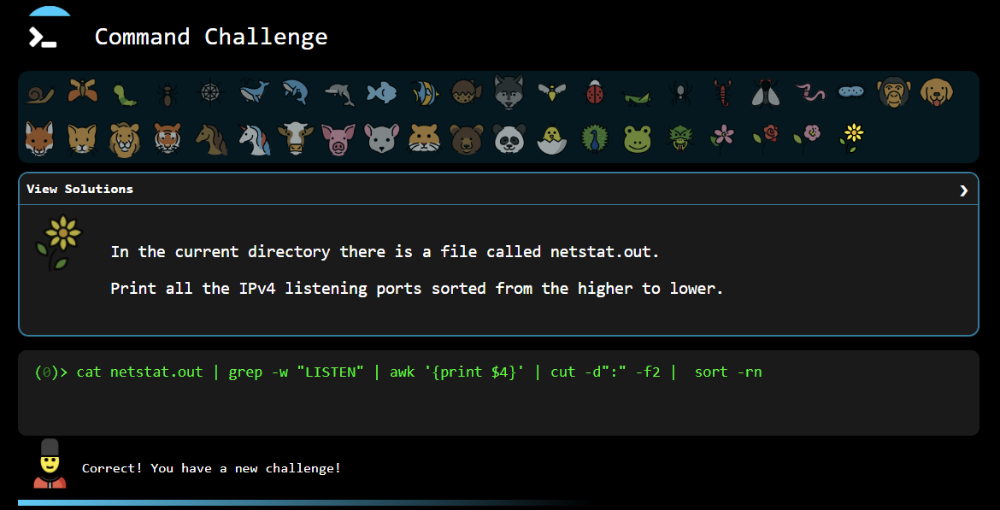 Command Challenge
View Solutions
In the current directory there is a file called netstat.out.
Print all the IPv4 listening ports sorted from the higher to lower.
(0)> cat netstat.out | grep -w "LISTEN" | awk '{print $4}' | cut -d":" -f2 |  sort -rn
Correct! You have a new challenge!